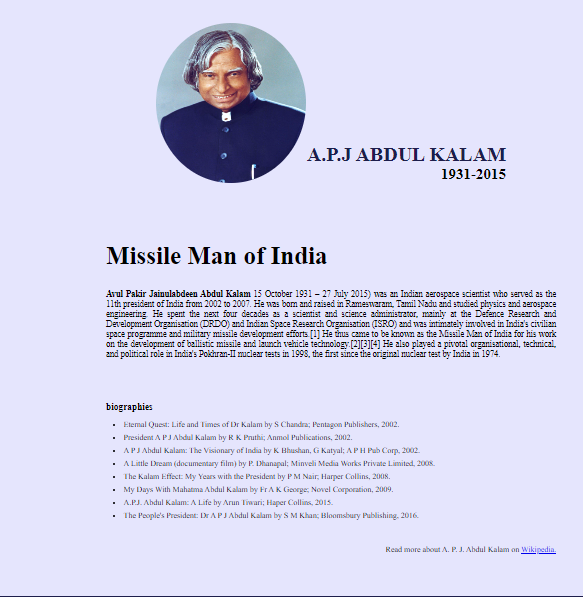 A.P.J ABDUL KALAM
1931-2015
Missile Man of India
Avul Pakir Jainulabdeen Abdul Kalam 15 October 1931 – 27 July 2015) was an Indian aerospace scientist who served as the
11th president of India from 2002 to 2007. He was born and raised in Rameswaram, Tamil Nadu and studied physics and aerospace
engineering. He spent the next four decades as a scientist and science administrator, mainly at the Defence Research and
Development Organisation (DRDO) and Indian Space Research Organisation (ISRO) and was intimately involved in India's civilian
space programme and military missile development efforts.[1] He thus came to be known as the Missile Man of India for his work
on the development of ballistic missile and launch vehicle technology.[2][3][4] He also played a pivotal organisational, technical,
and political role in India's Pokhran-II nuclear tests in 1998, the first since the original nuclear test by India in 1974.
biographies
• Eternal Quest: Life and Times of Dr Kalam by S Chandra; Pentagon Publishers, 2002.
• President A P J Abdul Kalam by R K Pruthi; Anmol Publications, 2002.
• A P J Abdul Kalam: The Visionary of India by K Bhushan, G Katyal; A P H Pub Corp, 2002.
• A Little Dream (documentary film) by P. Dhanapal; Minveli Media Works Private Limited, 2008.
• The Kalam Effect: My Years with the President by P M Nair; Harper Collins, 2008.
• My Days With Mahatma Abdul Kalam by Fr A K George; Novel Corporation, 2009.
• A.P.J. Abdul Kalam: A Life by Arun Tiwari; Haper Collins, 2015.
• The People's President: Dr A P J Abdul Kalam by S M Khan; Bloomsbury Publishing, 2016.
Read more about A. P. J. Abdul Kalam on Wikipedia.